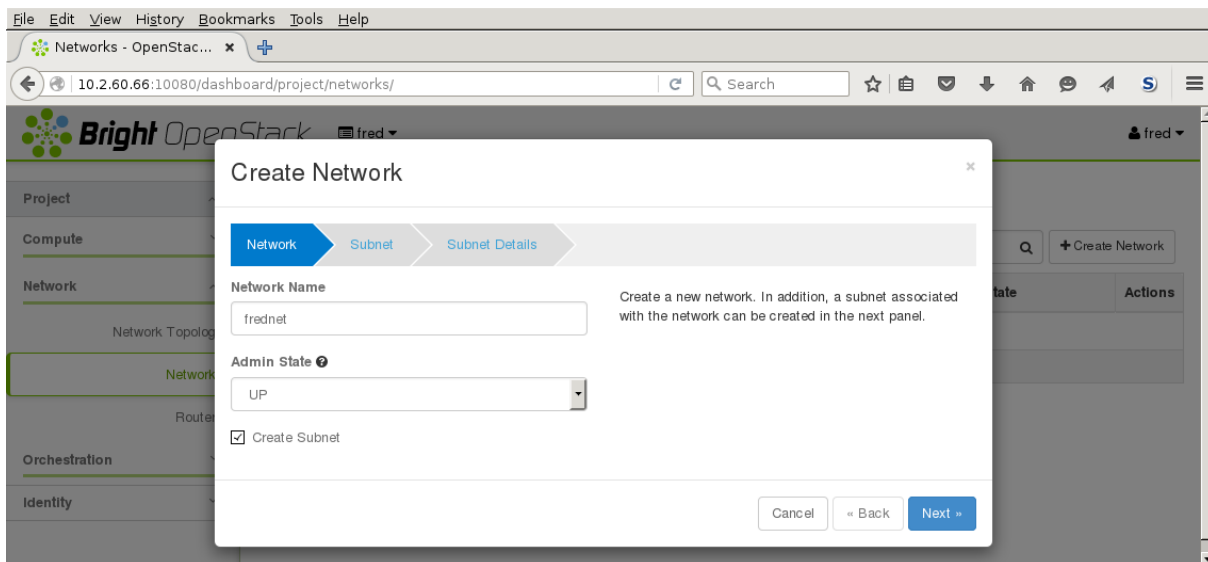 File Edit View History Bookmarks Tools Help
Networks - OpenStac...
10.2.60.66:10080/dashboard/project/networks/ Search
Bright OpenStack fred fred
Create Network
Project
Compute
Network Subnet Subnet Details
+ Create Network
Network
Network Name
Create a new network. In addition, a subnet associated
with the network can be created in the next panel.
tate Actions
frednet
Network Topolog
Admin State
Network
UP
Router
Create Subnet
Orchestration
Identity
Cancel « Back Next »